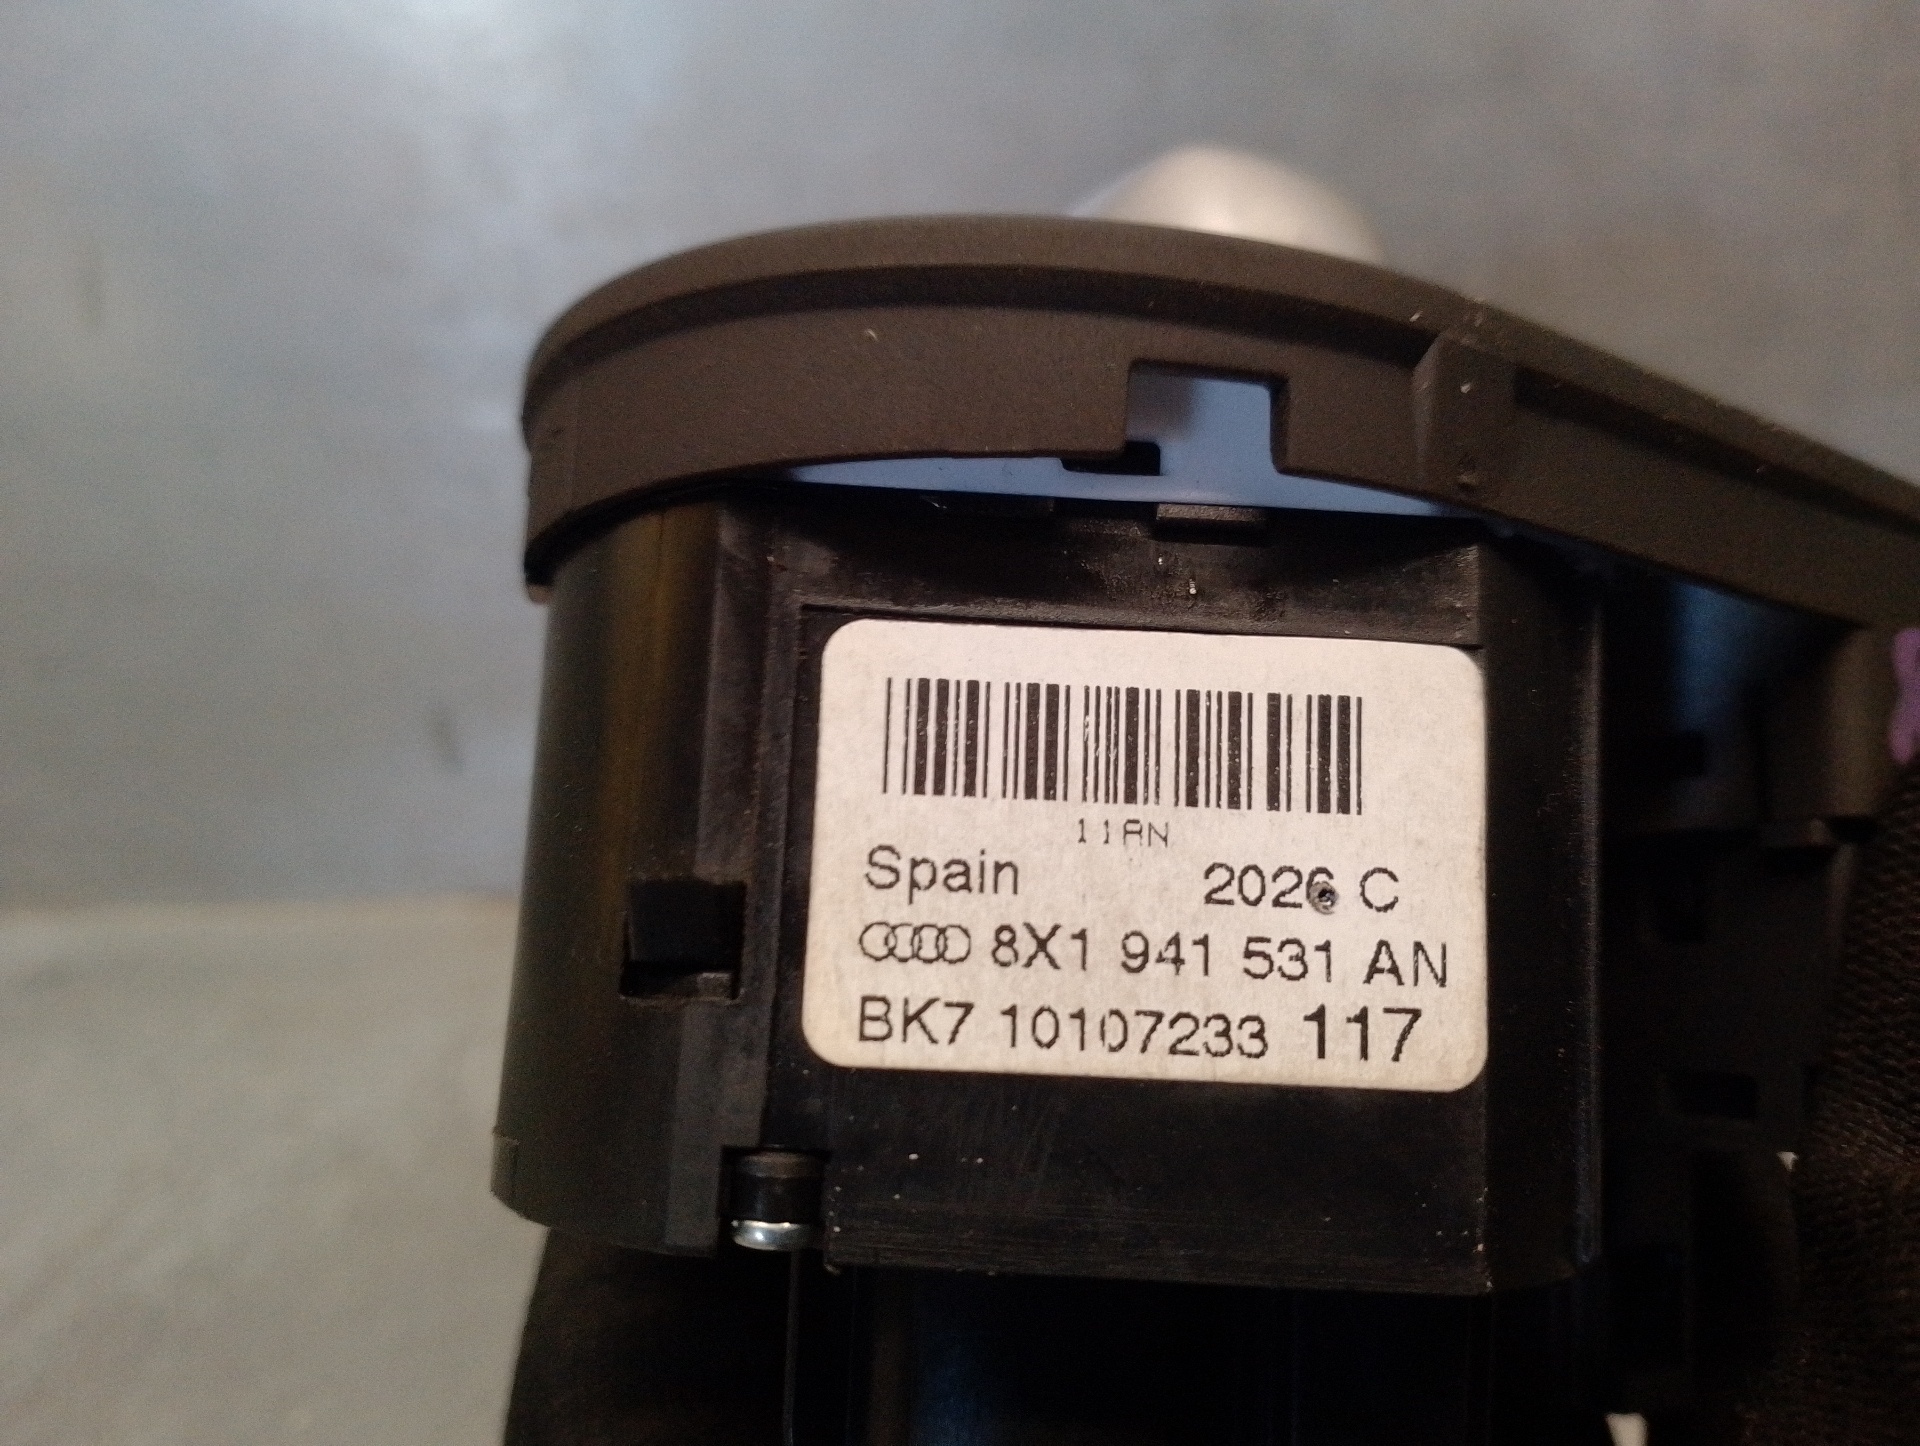 11AN
Spain 2026 C
8X1 941 531 AN
BK7 10107233 117